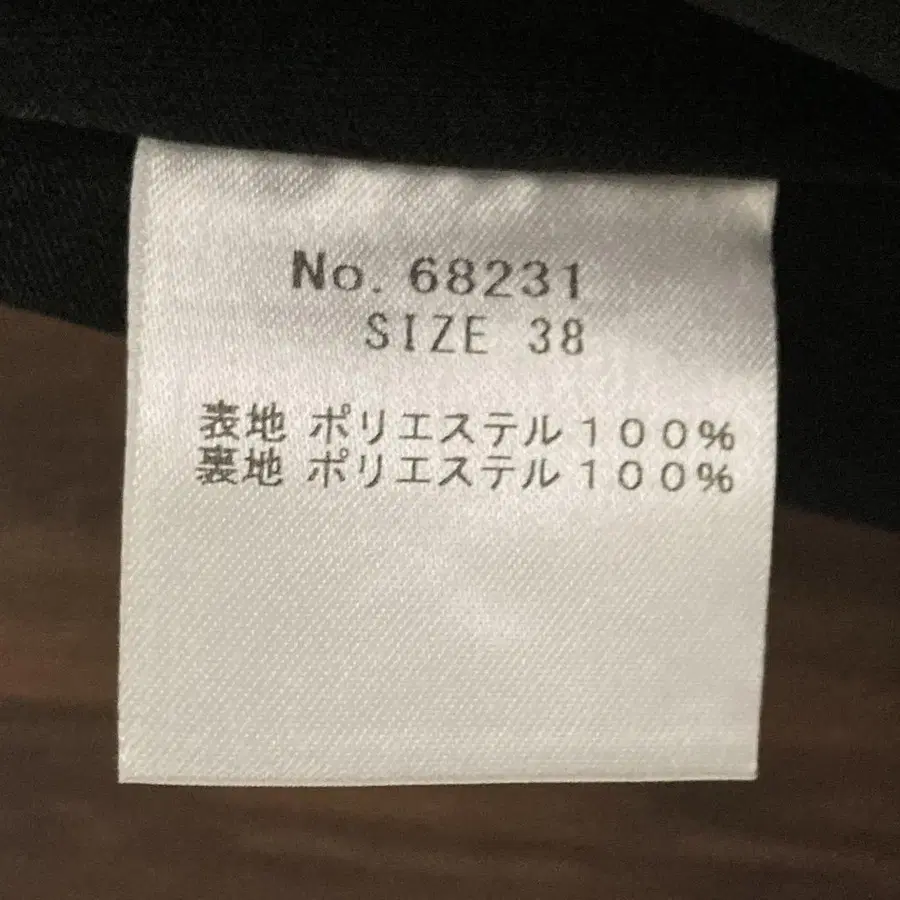 No. 68231
SIZE 38
表地 ポリエステル１００%
裏地 ポリエステル１００%